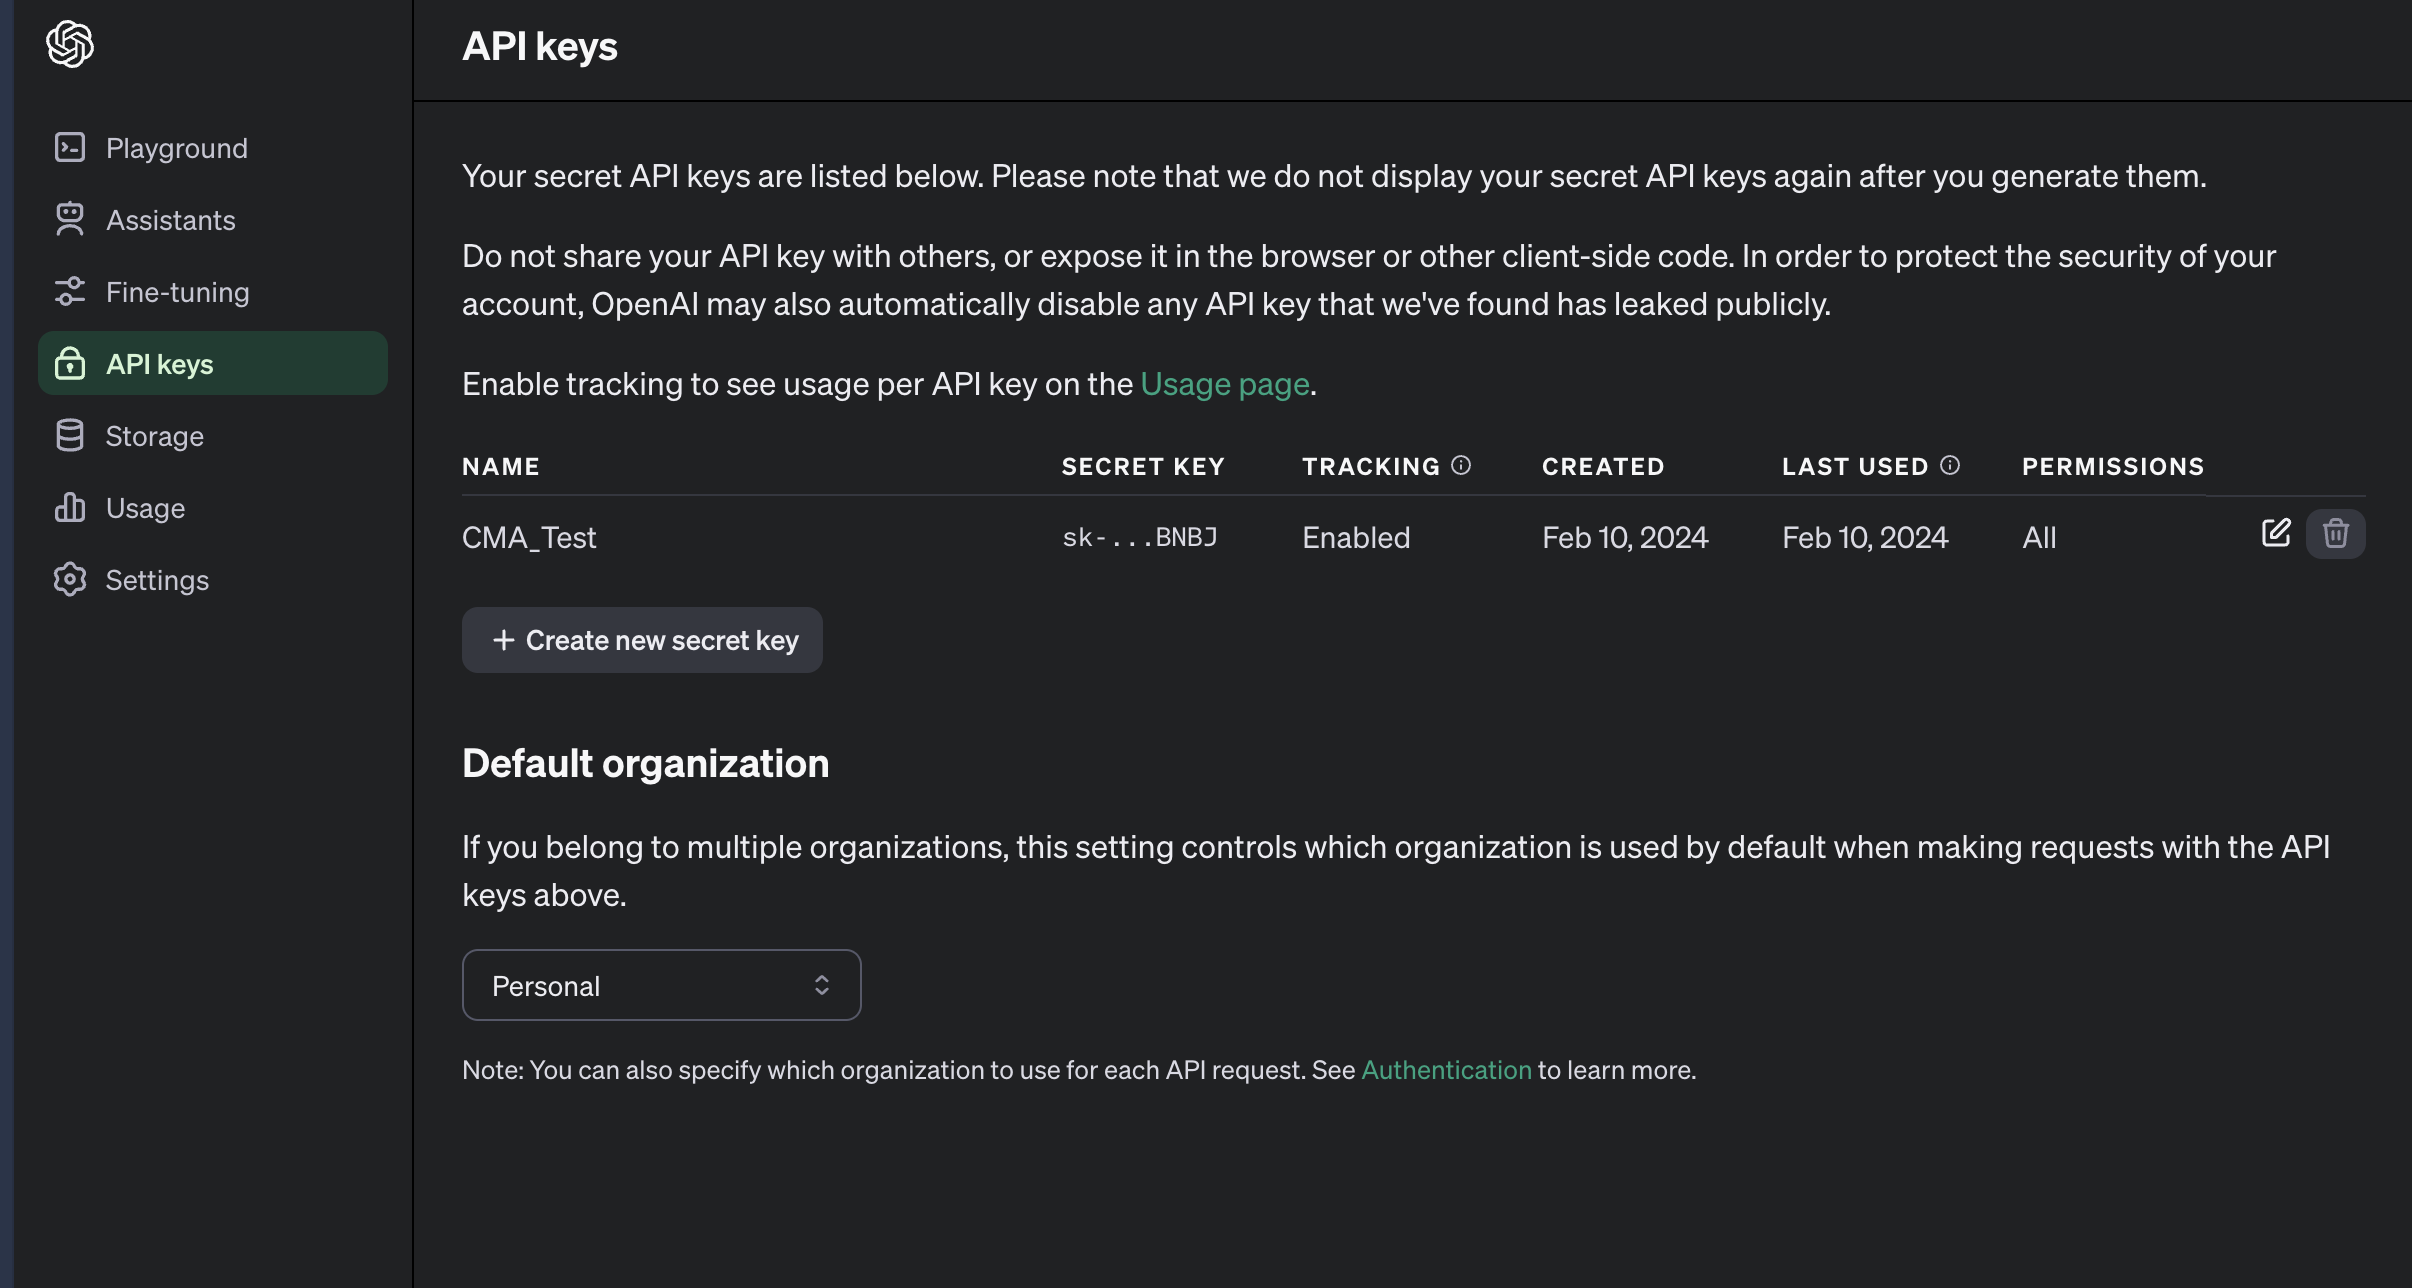 API keys
Playground
Assistants
Fine-tuning
API keys
Storage
Usage
Settings
Your secret API keys are listed below. Please note that we do not display your secret API keys again after you generate them.
Do not share your API key with others, or expose it in the browser or other client-side code. In order to protect the security of your
account, OpenAI may also automatically disable any API key that we've found has leaked publicly.
Enable tracking to see usage per API key on the Usage page.
NAME SECRET KEY TRACKING CREATED LAST USED PERMISSIONS
CMA_Test sk-...BNBJ Enabled Feb 10, 2024 Feb 10, 2024 All
+ Create new secret key
Default organization
If you belong to multiple organizations, this setting controls which organization is used by default when making requests with the API
keys above.
Personal
Note: You can also specify which organization to use for each API request. See Authentication to learn more.